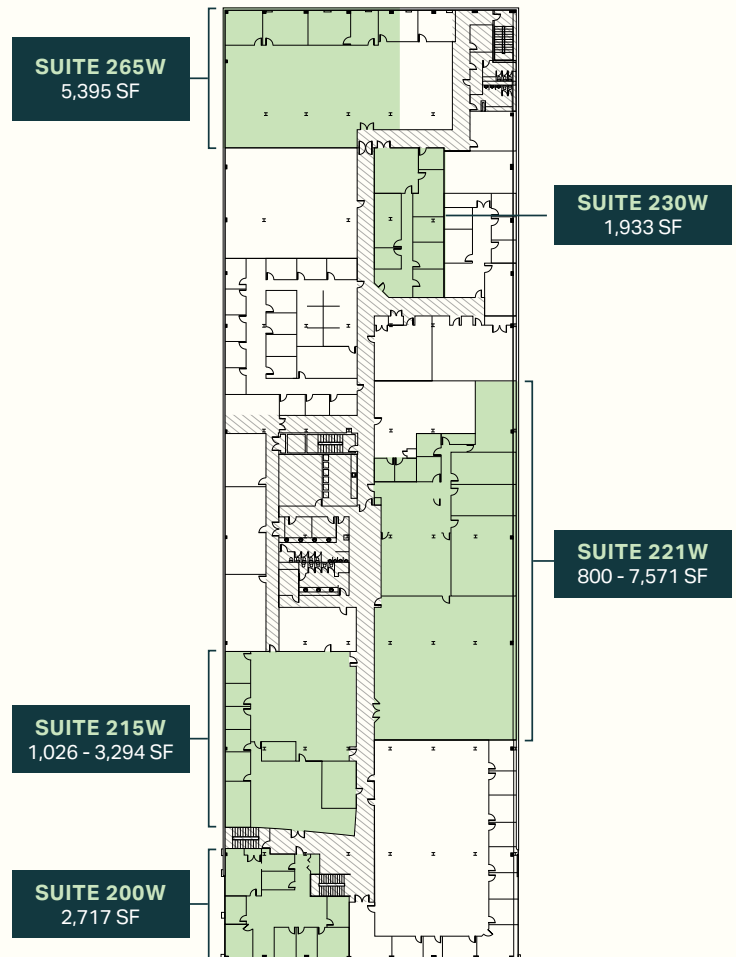 SUITE 265W
5,395 SF
SUITE 230W
1,933 SF
SUITE 221W
800 - 7,571 SF
SUITE 215W
1,026 - 3,294 SF
SUITE 200W
2,717 SF